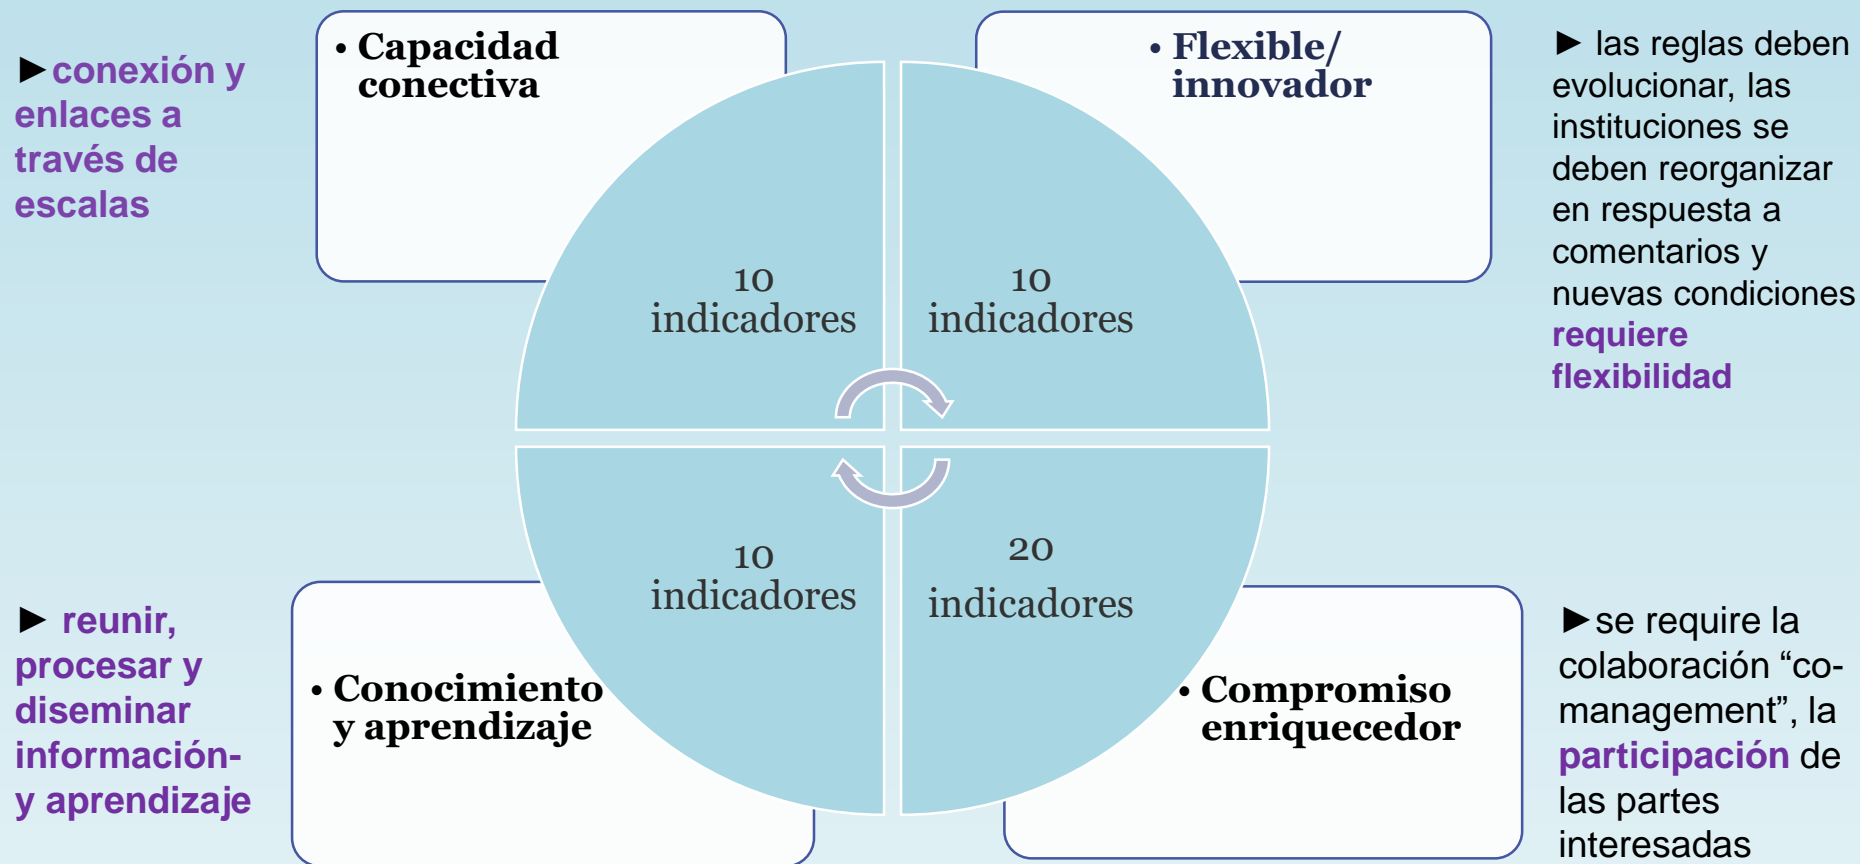 ►conexión y
enlaces a
través de
escalas
• Capacidad
conectiva
• Flexible/
innovador
► las reglas deben
evolucionar, las
instituciones se
deben reorganizar
en respuesta a
comentarios y
nuevas condiciones
requiere
flexibilidad
10
indicadores
10
indicadores
10
indicadores
20
indicadores
► reunir,
procesar y
diseminar
información-
y aprendizaje
• Conocimiento
y aprendizaje
• Compromiso
enriquecedor
►se require la
colaboración “co-
management”, la
participación de
las partes
interesadas